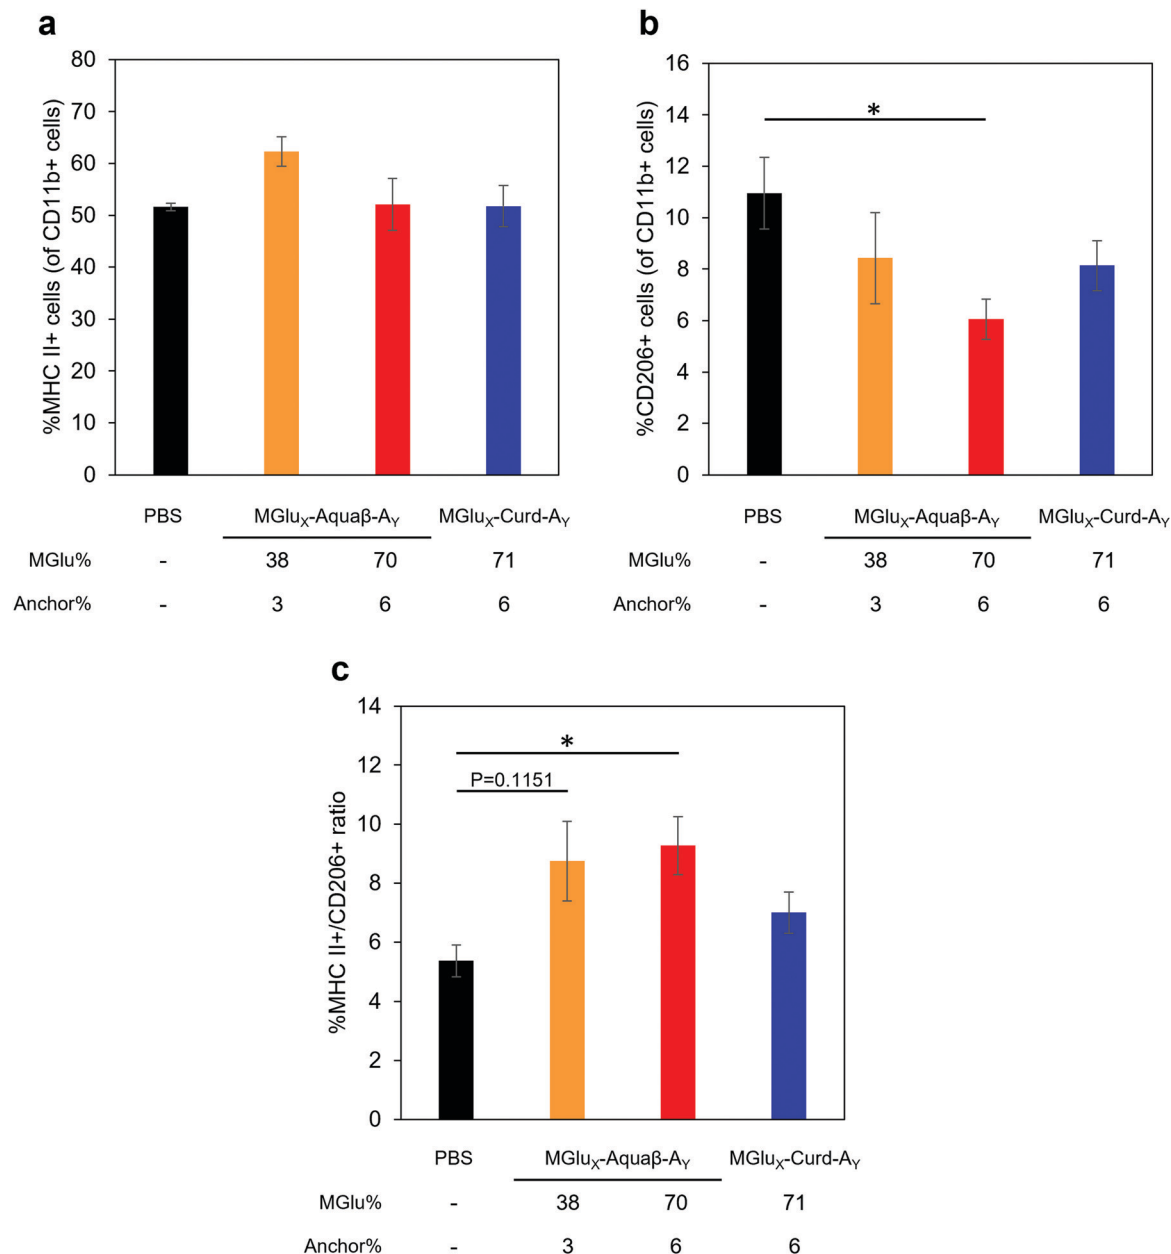 a
%MHC II+ cells (of CD11b+ cells)
80
70
60
50
40
30
20
10
0
PBS MGluX-Aquaβ-AY MGluX-Curd-AY
MGlu% - 38 70 71
Anchor% - 3 6 6
b
%CD206+ cells (of CD11b+ cells)
16
14
12
10
8
6
4
2
0
*
PBS MGluX-Aquaβ-AY MGluX-Curd-AY
MGlu% - 38 70 71
Anchor% - 3 6 6
c
%MHC II+/CD206+ ratio
14
12
10
8
6
4
2
0
*
P=0.1151
PBS MGluX-Aquaβ-AY MGluX-Curd-AY
MGlu% - 38 70 71
Anchor% - 3 6 6